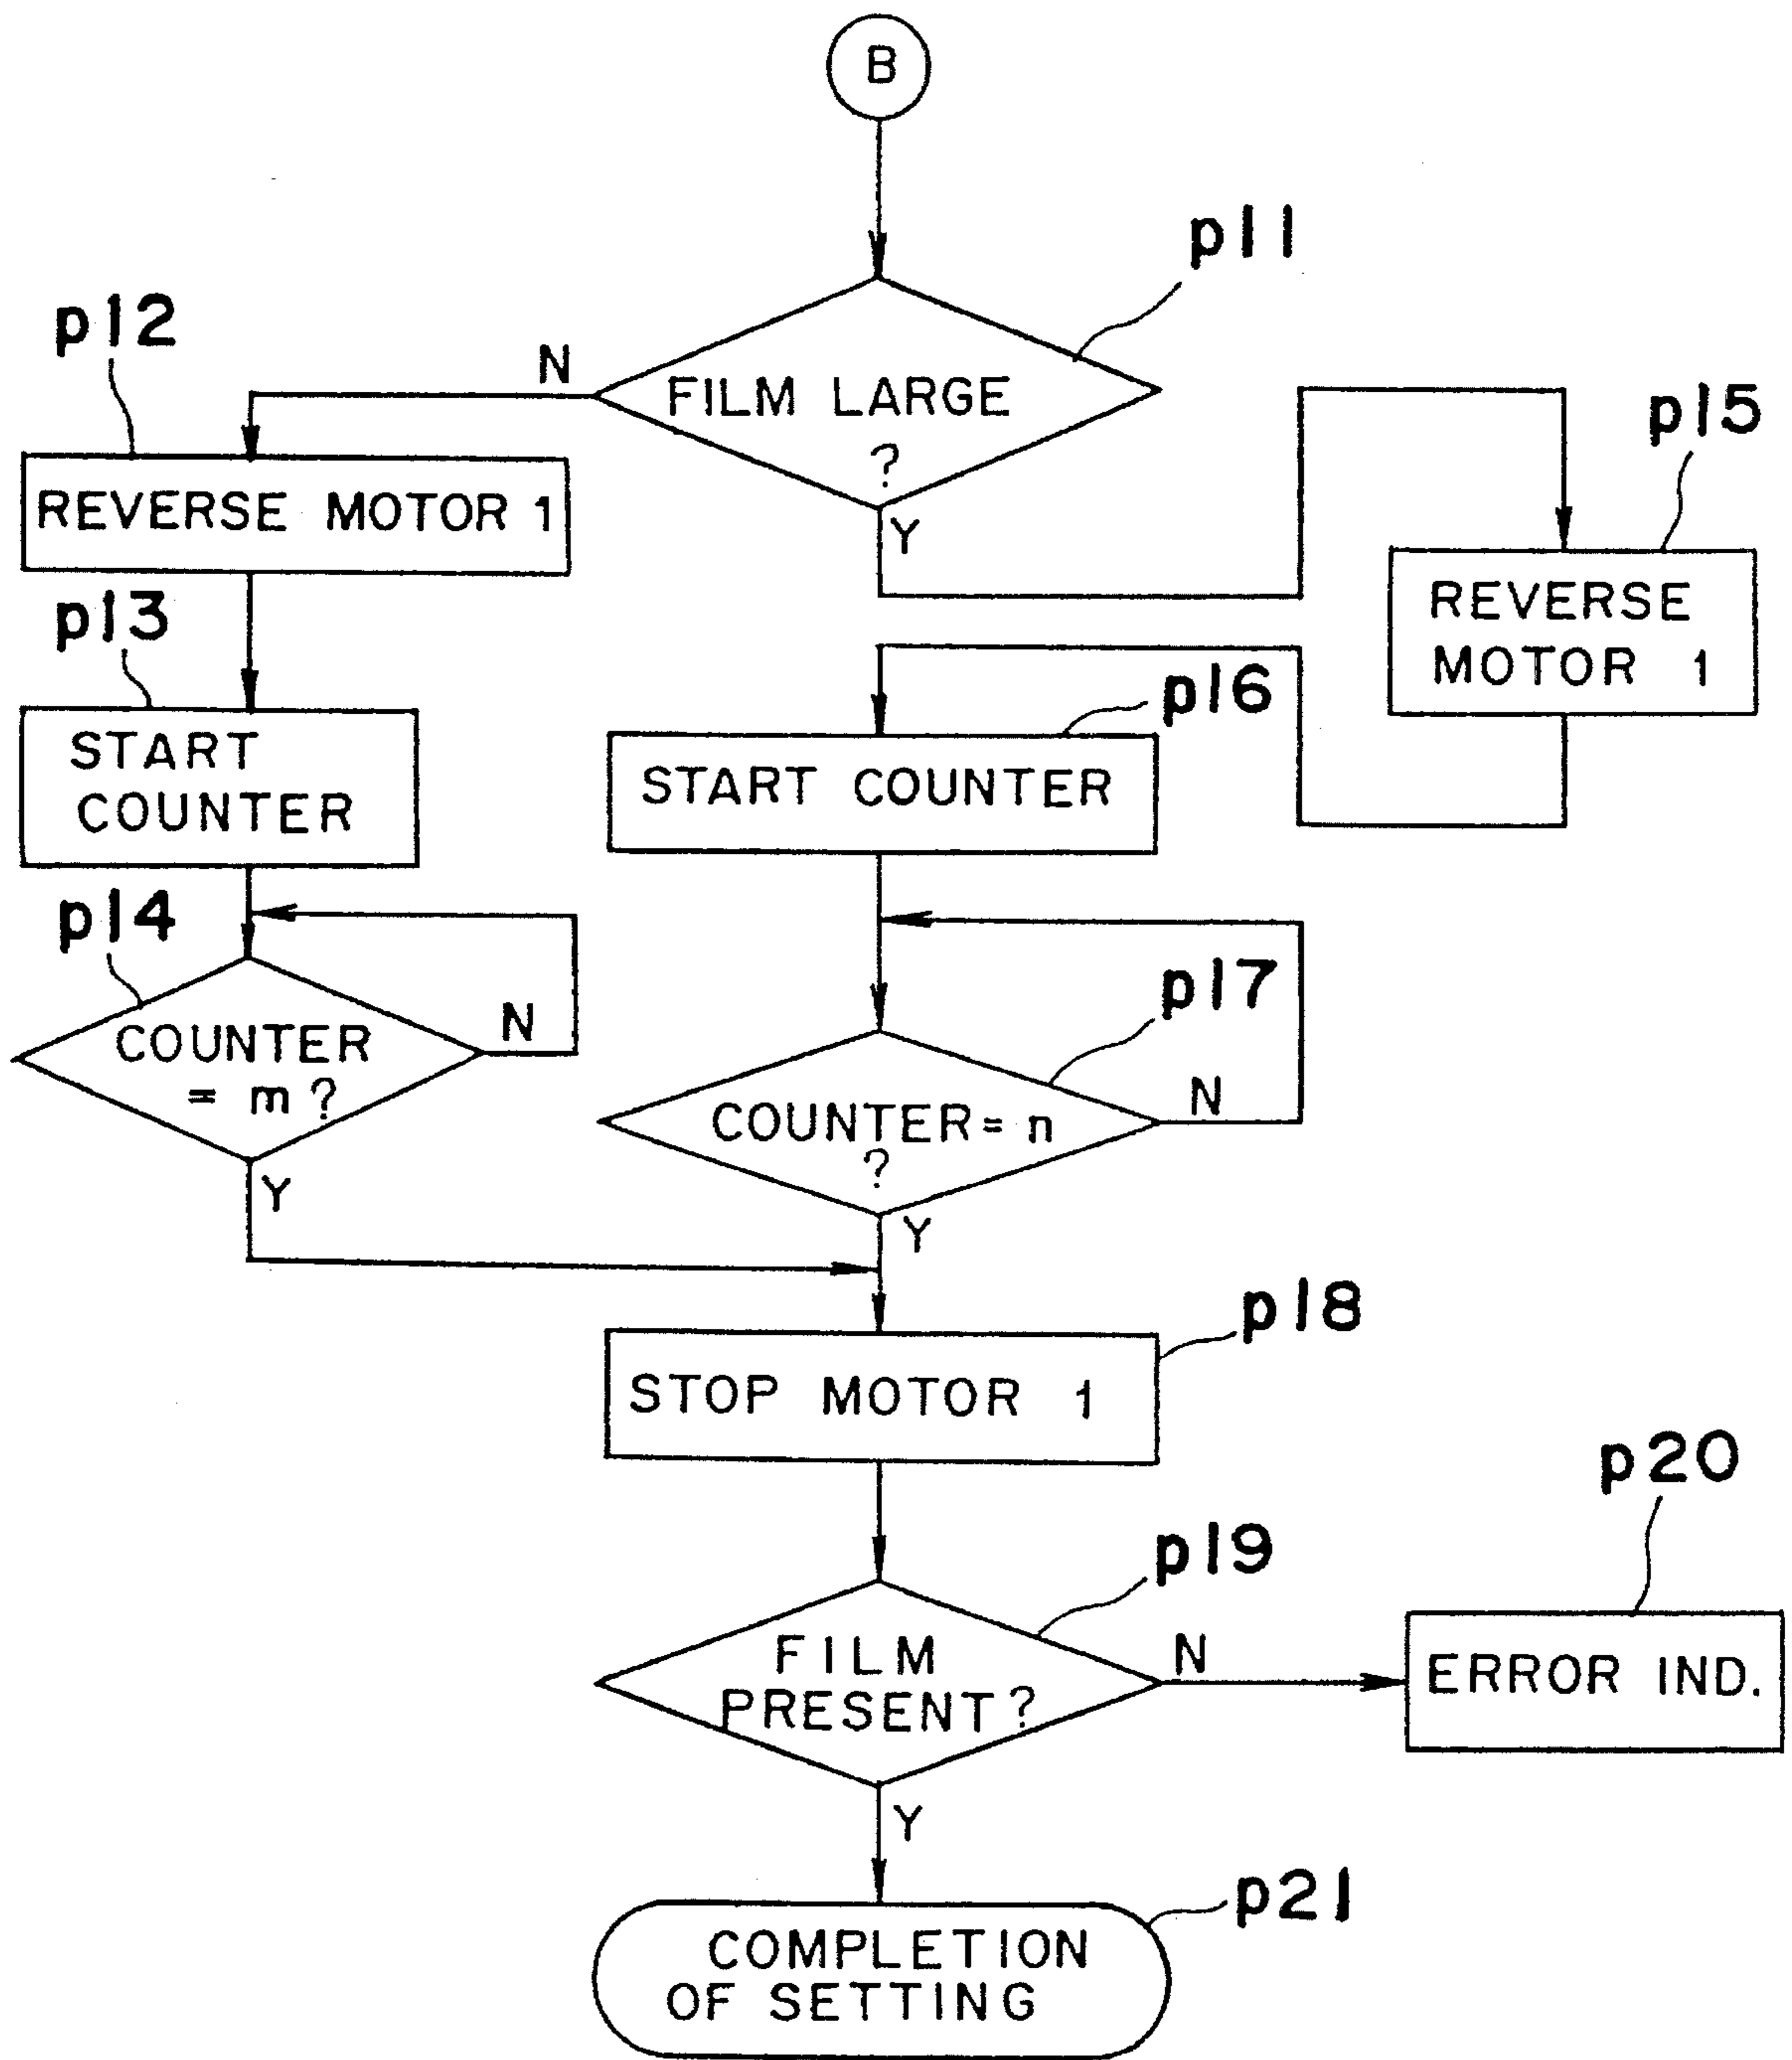 B
p11
FILM LARGE
?
N
Y
p12
REVERSE MOTOR 1
p15
REVERSE
MOTOR 1
p13
START
COUNTER
p16
START COUNTER
p14
COUNTER
= m?
N
Y
p17
COUNTER= n
?
N
Y
p18
STOP MOTOR 1
p19
FILM
PRESENT?
N
Y
p20
ERROR IND.
p21
COMPLETION
OF SETTING